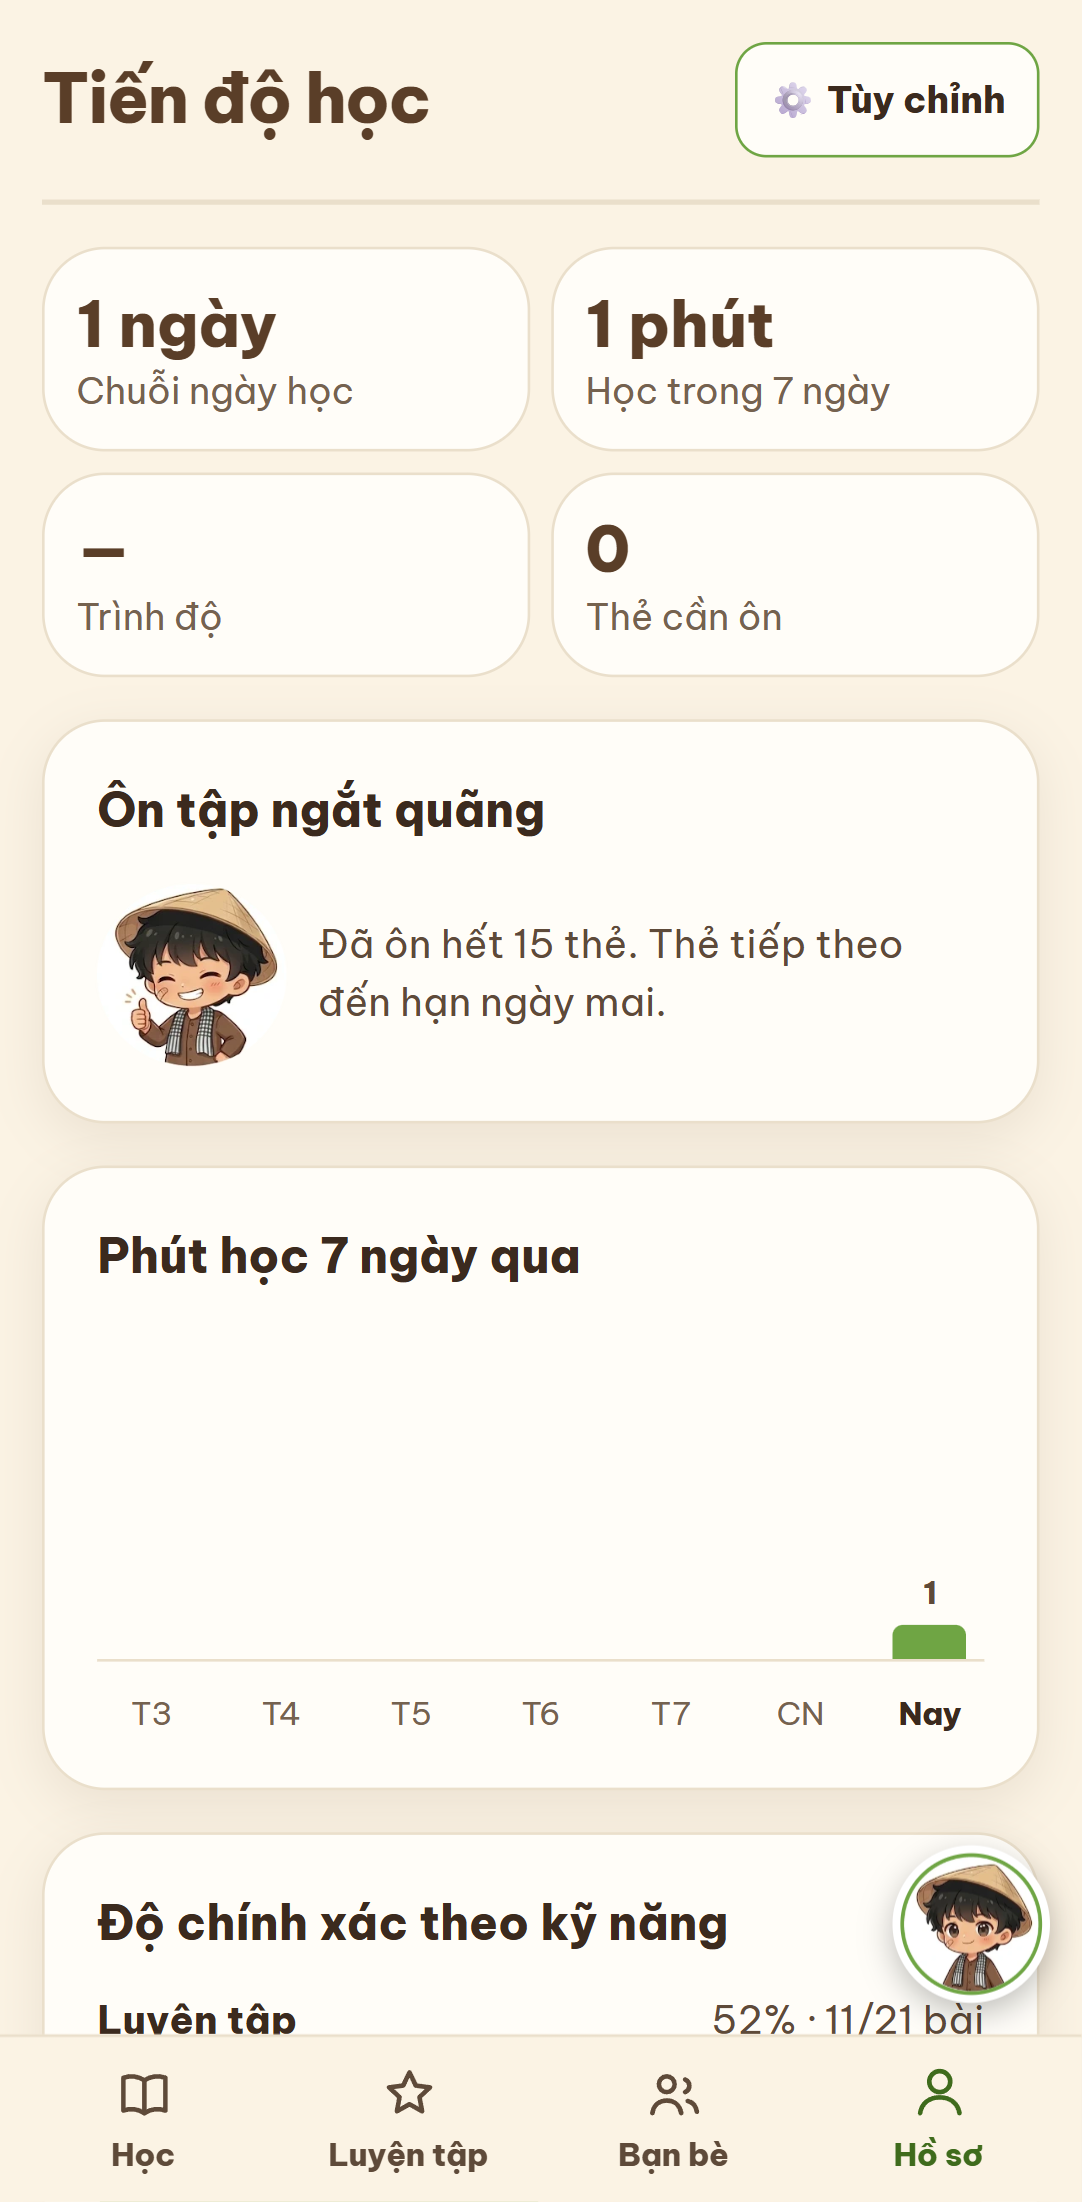 Tiến độ học
Tùy chỉnh
1 ngày
Chuỗi ngày học
1 phút
Học trong 7 ngày
—
Trình độ
0
Thẻ cần ôn
Ôn tập ngắt quãng
Đã ôn hết 15 thẻ. Thẻ tiếp theo
đến hạn ngày mai.
Phút học 7 ngày qua
1
T3 T4 T5 T6 T7 CN Nay
Độ chính xác theo kỹ năng
Luyện tập 52% · 11/21 bài
Học Luyện tập Bạn bè Hồ sơ